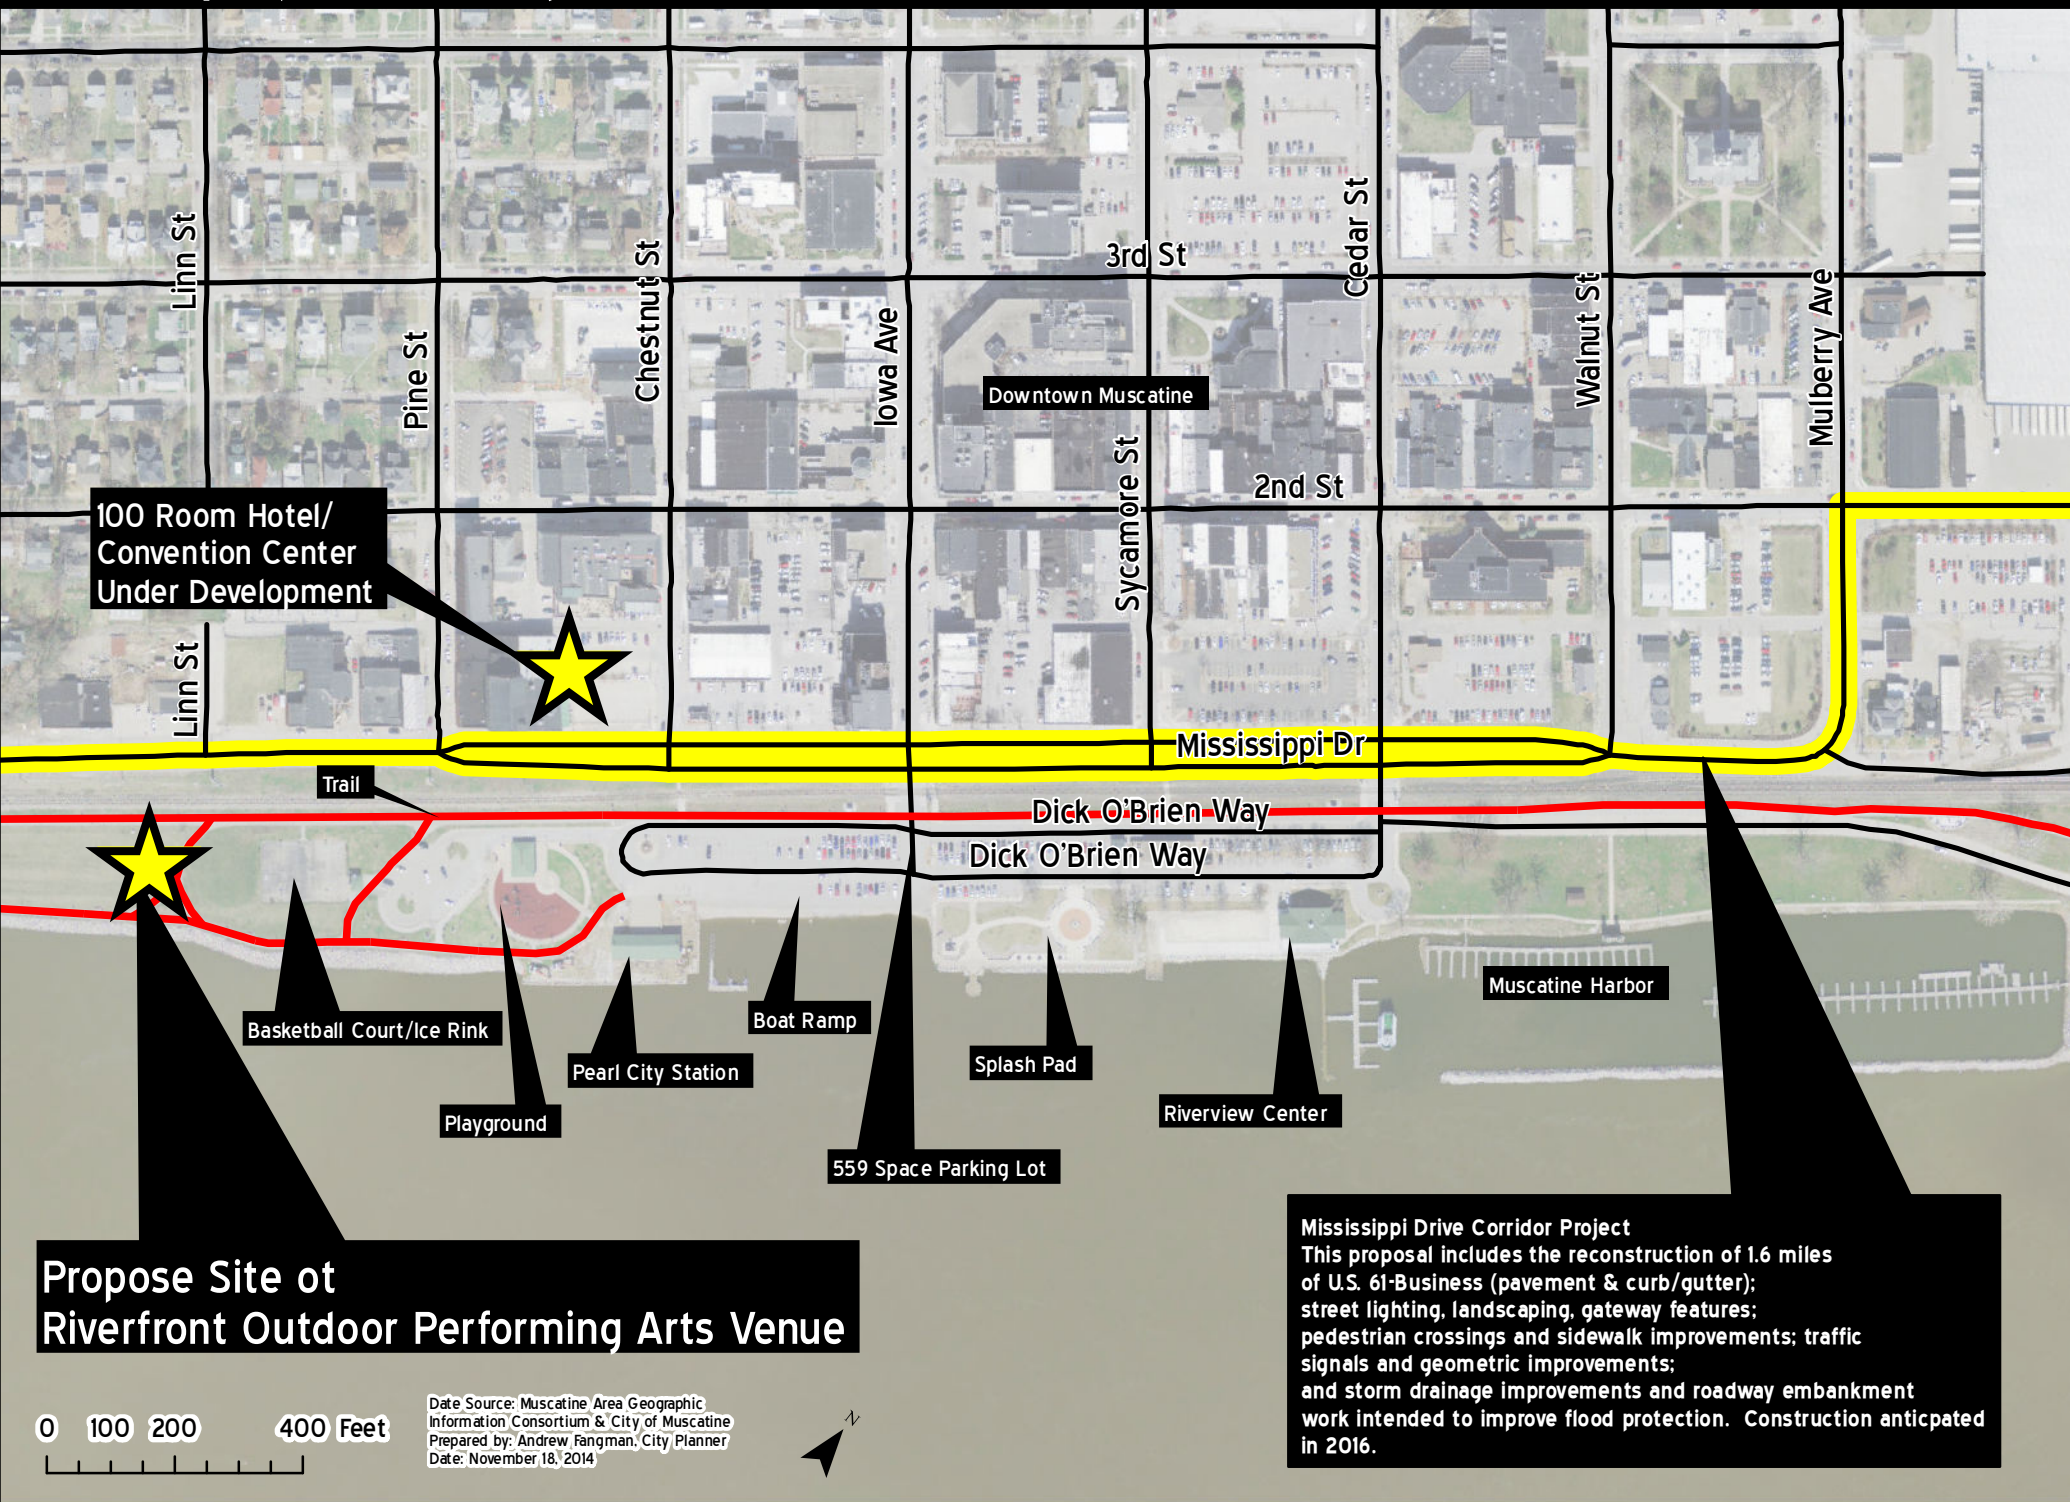 Linn St
Pine St
Chestnut St
Iowa Ave
3rd St
Cedar St
Walnut St
Mulberry Ave
Downtown Muscatine
Sycamore St
2nd St
100 Room Hotel/
Convention Center
Under Development
Linn St
Mississippi Dr
Trail
Dick O'Brien Way
Dick O'Brien Way
Basketball Court/Ice Rink
Playground
Pearl City Station
Boat Ramp
559 Space Parking Lot
Splash Pad
Riverview Center
Muscatine Harbor
Propose Site ot
Riverfront Outdoor Performing Arts Venue
Mississippi Drive Corridor Project
This proposal includes the reconstruction of 1.6 miles
of U.S. 61-Business (pavement & curb/gutter);
street lighting, landscaping, gateway features;
pedestrian crossings and sidewalk improvements; traffic
signals and geometric improvements;
and storm drainage improvements and roadway embankment
work intended to improve flood protection.  Construction anticpated
in 2016.
0 100 200 400 Feet
Date Source: Muscatine Area Geographic
Information Consortium & City of Muscatine
Prepared by: Andrew Fangman, City Planner
Date: November 18, 2014
N